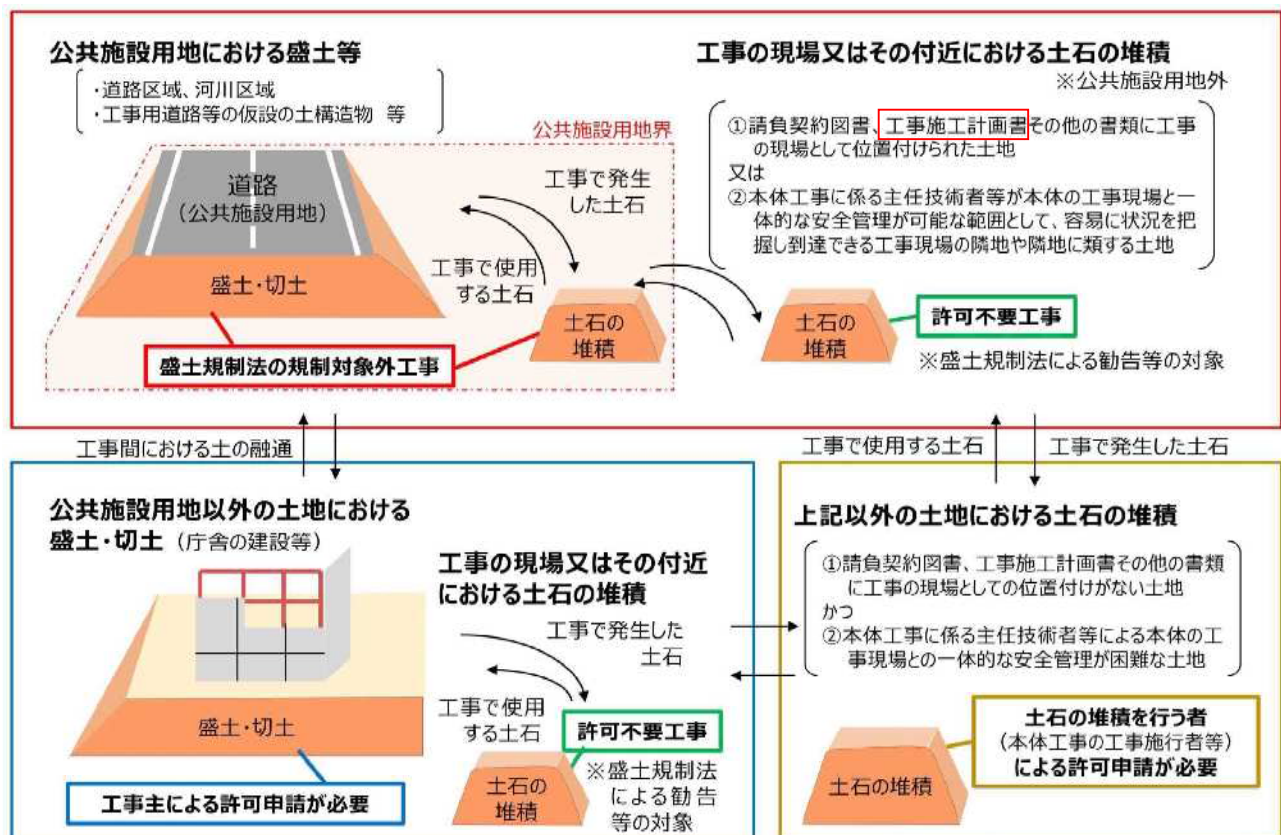 公共施設用地における盛土等
・道路区域、河川区域
・工事用道路等の仮設の土構造物 等
公共施設用地界
道路
（公共施設用地）
盛土・切土
工事で発生
した土石
工事で使用
する土石
土石の
堆積
盛土規制法の規制対象外工事
工事の現場又はその付近における土石の堆積
※公共施設用地外
①請負契約図書、工事施工計画書その他の書類に工事
の現場として位置付けられた土地
又は
②本体工事に係る主任技術者等が本体の工事現場と一
体的な安全管理が可能な範囲として、容易に状況を把
握し到達できる工事現場の隣地や隣地に類する土地
土石の
堆積
許可不要工事
※盛土規制法による勧告等の対象
工事間における土の融通
工事で使用する土石
工事で発生した土石
公共施設用地以外の土地における
盛土・切土（庁舎の建設等）
盛土・切土
工事主による許可申請が必要
工事の現場又はその付近
における土石の堆積
工事で発生した
土石
工事で使用
する土石
許可不要工事
土石の
堆積
※盛土規制法
による勧告
等の対象
上記以外の土地における土石の堆積
①請負契約図書、工事施工計画書その他の書類
に工事の現場としての位置付けがない土地
かつ
②本体工事に係る主任技術者等による本体の工
事現場との一体的な安全管理が困難な土地
土石の堆積
土石の堆積を行う者
（本体工事の工事施行者等）
による許可申請が必要